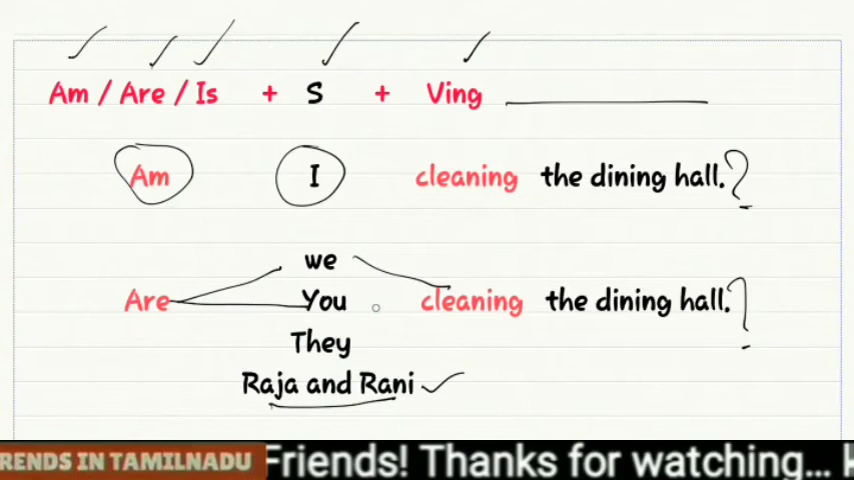 Am / Are / Is + S + Ving
Am I cleaning the dining hall.?
we
Are You cleaning the dining hall.?
They
Raja and Rani
RENDS IN TAMILNADU Friends! Thanks for watching... k